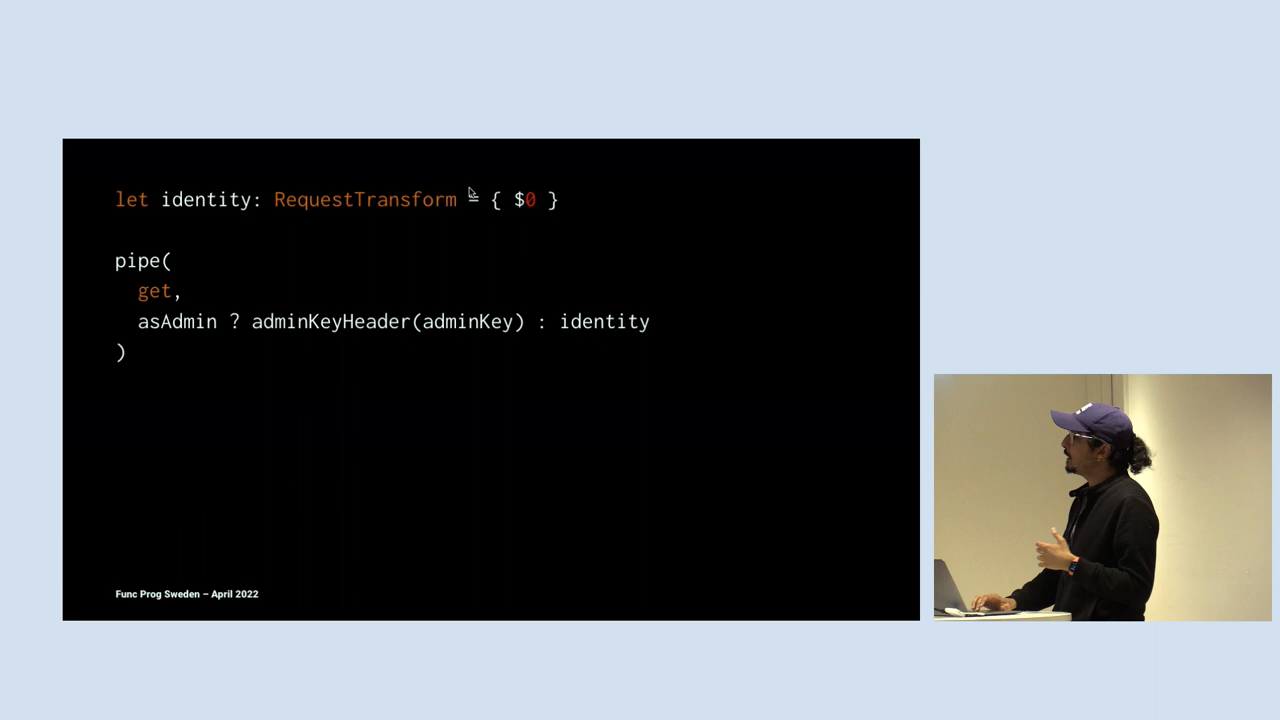 let identity: RequestTransform = { $0 }
pipe(
get,
asAdmin ? adminKeyHeader(adminKey) : identity
)
Func Prog Sweden – April 2022